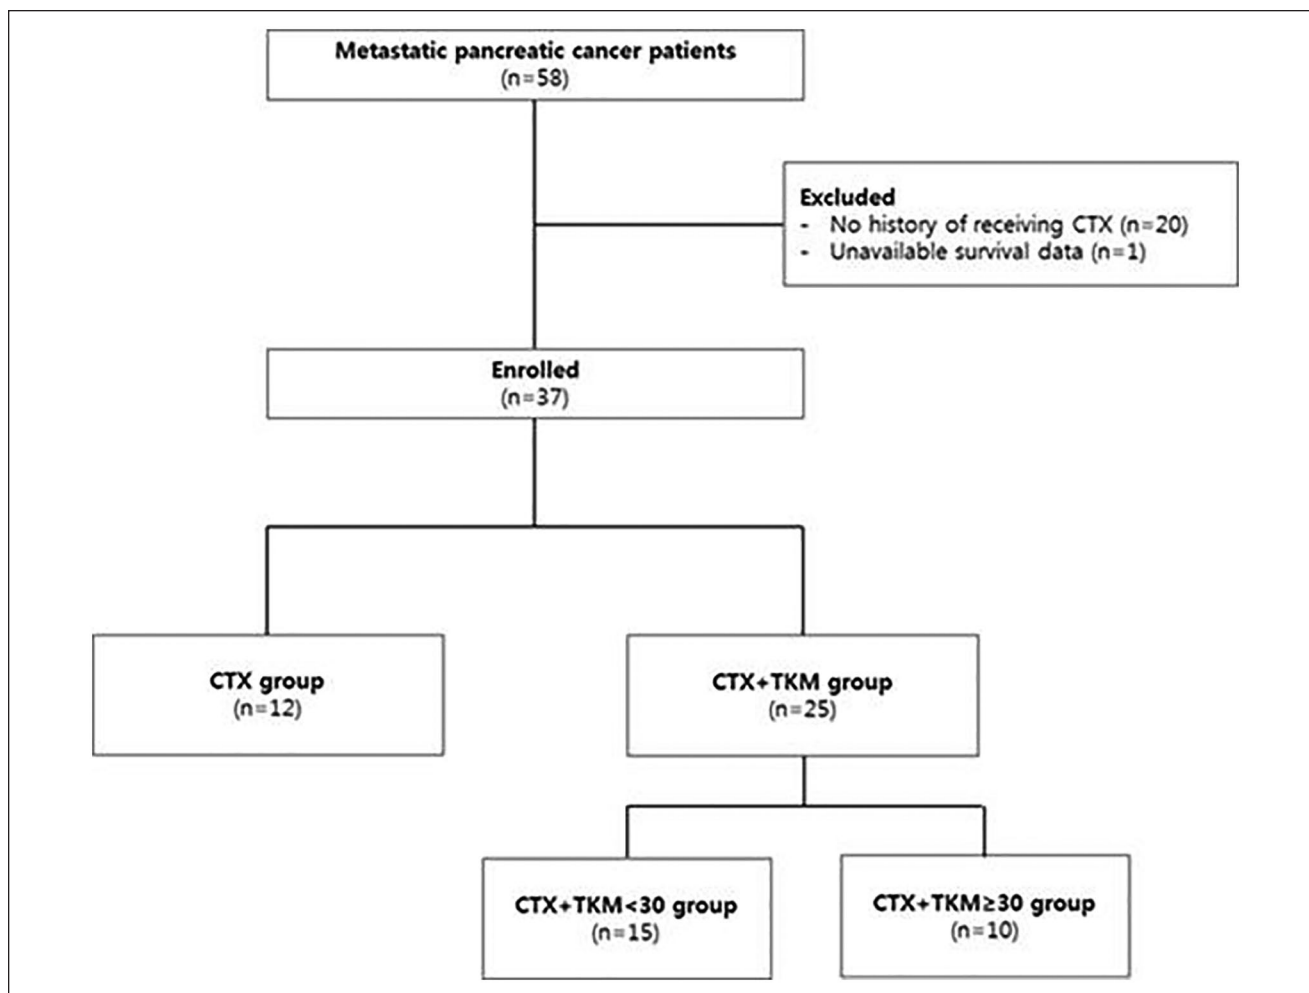 Metastatic pancreatic cancer patients
(n=58)
Excluded
- No history of receiving CTX (n=20)
- Unavailable survival data (n=1)
Enrolled
(n=37)
CTX group
(n=12)
CTX+TKM group
(n=25)
CTX+TKM<30 group
(n=15)
CTX+TKM≥30 group
(n=10)